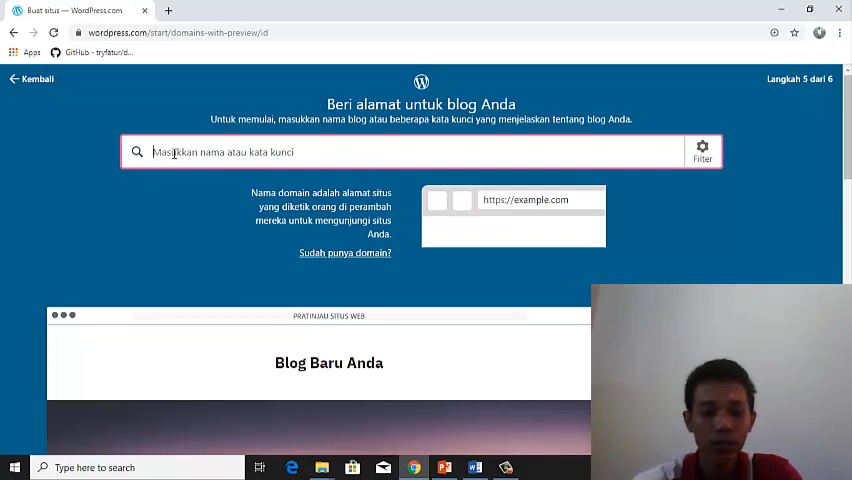 Buat situs — WordPress.com
wordpress.com/start/domains-with-preview/id
Apps GitHub - tryfatur/d...
Kembali
Langkah 5 dari 6
Beri alamat untuk blog Anda
Untuk memulai, masukkan nama blog atau beberapa kata kunci yang menjelaskan tentang blog Anda.
Masukkan nama atau kata kunci
Filter
Nama domain adalah alamat situs
yang diketik orang di perambah
mereka untuk mengunjungi situs
Anda.
Sudah punya domain?
https://example.com
PRATINJAU SITUS WEB
Blog Baru Anda
Type here to search